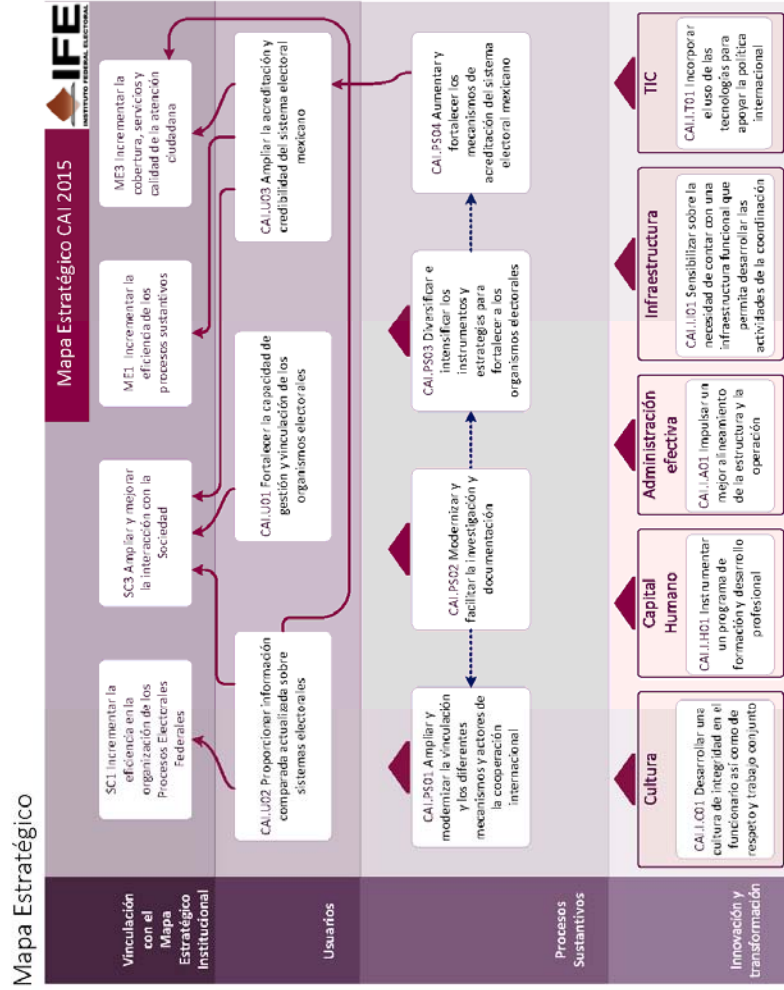 Mapa Estratégico
Mapa Estratégico CAI 2015
IFE
INSTITUTO FEDERAL ELECTORAL
Vinculación
con el
Mapa
Estratégico
Institucional
SC1 Incrementar la
eficiencia en la
organización de los
Procesos Electorales
Federales
SC3 Ampliar y mejorar
la interacción con la
Sociedad
ME1 Incrementar la
eficiencia de los
procesos sustantivos
ME3 Incrementar la
cobertura, servicios y
calidad de la atención
ciudadana
Usuarios
CAI.U02 Proporcionar información
comparada actualizada sobre
sistemas electorales
CAI.U01 Fortalecer la capacidad de
gestión y vinculación de los
organismos electorales
CAI.U03 Ampliar la acreditación y
credibilidad del sistema electoral
mexicano
Procesos
Sustantivos
CAI.PS01 Ampliar y
modernizar la vinculación
y los diferentes
mecanismos y actores de
la cooperación
internacional
CAI.PS02 Modernizar y
facilitar la investigación y
documentación
CAI.PS03 Diversificar e
intensificar los
instrumentos y
estrategias para
fortalecer a los
organismos electorales
CAI.PS04 Aumentar y
fortalecer los
mecanismos de
acreditación del sistema
electoral mexicano
Innovación y
transformación
Cultura
CAI.I.C01 Desarrollar una
cultura de integridad en el
funcionario así como de
respeto y trabajo conjunto
Capital
Humano
CAI.I.H01 Instrumentar
un programa de
formación y desarrollo
profesional
Administración
efectiva
CAI.I.A01 Impulsar un
mejor alineamiento
de la estructura y la
operación
Infraestructura
CAI.I.I01 Sensibilizar sobre la
necesidad de contar con una
infraestructura funcional que
permita desarrollar las
actividades de la coordinación
TIC
CAI.I.T01 Incorporar
el uso de las
tecnologías para
apoyar la política
internacional